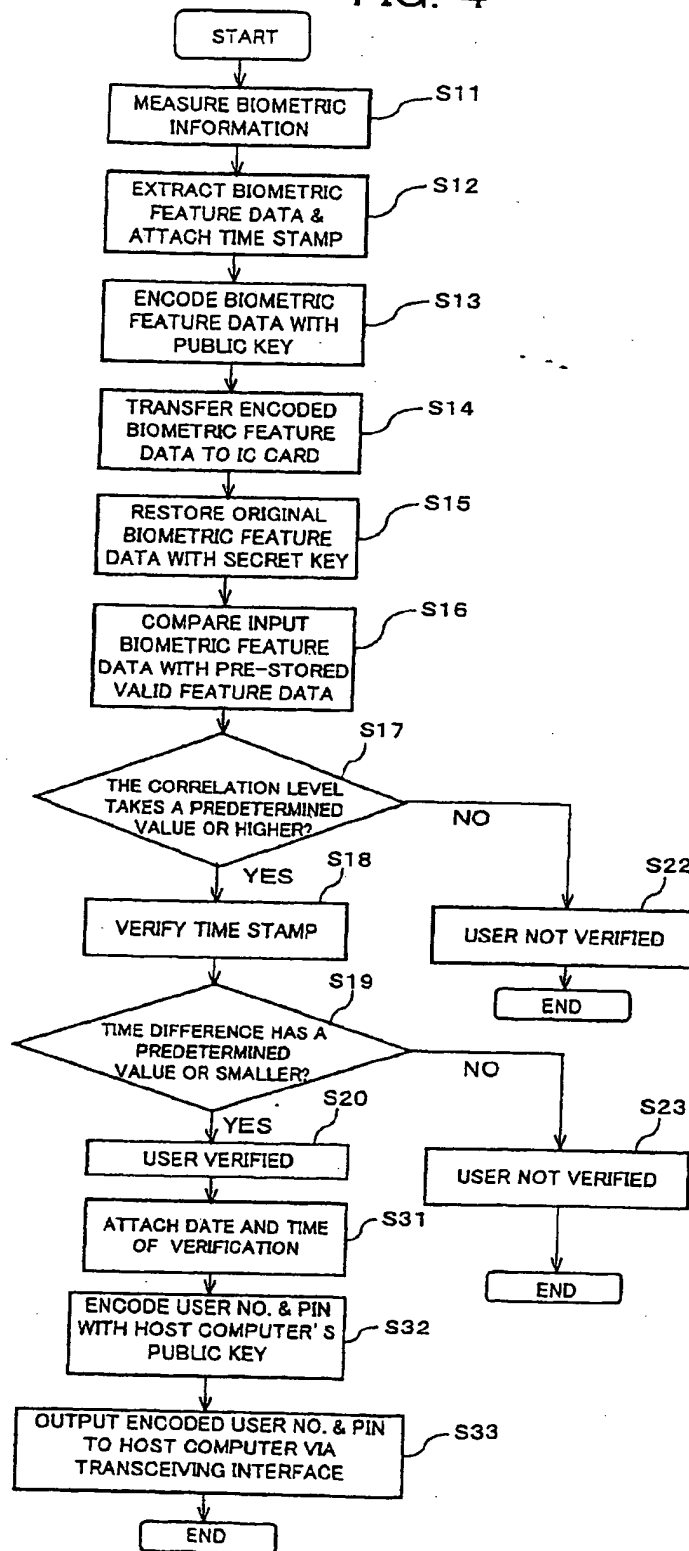 FIG. 4
START
S11
MEASURE BIOMETRIC
INFORMATION
S12
EXTRACT BIOMETRIC
FEATURE DATA &
ATTACH TIME STAMP
S13
ENCODE BIOMETRIC
FEATURE DATA WITH
PUBLIC KEY
S14
TRANSFER ENCODED
BIOMETRIC FEATURE
DATA TO IC CARD
S15
RESTORE ORIGINAL
BIOMETRIC FEATURE
DATA WITH SECRET KEY
S16
COMPARE INPUT
BIOMETRIC FEATURE
DATA WITH PRE-STORED
VALID FEATURE DATA
S17
THE CORRELATION LEVEL
TAKES A PREDETERMINED
VALUE OR HIGHER?
NO
YES
S18
VERIFY TIME STAMP
S22
USER NOT VERIFIED
END
S19
TIME DIFFERENCE HAS A
PREDETERMINED
VALUE OR SMALLER?
NO
YES
S20
USER VERIFIED
S23
USER NOT VERIFIED
END
S31
ATTACH DATE AND TIME
OF VERIFICATION
S32
ENCODE USER NO. & PIN
WITH HOST COMPUTER'S
PUBLIC KEY
S33
OUTPUT ENCODED USER NO. & PIN
TO HOST COMPUTER VIA
TRANSCEIVING INTERFACE
END